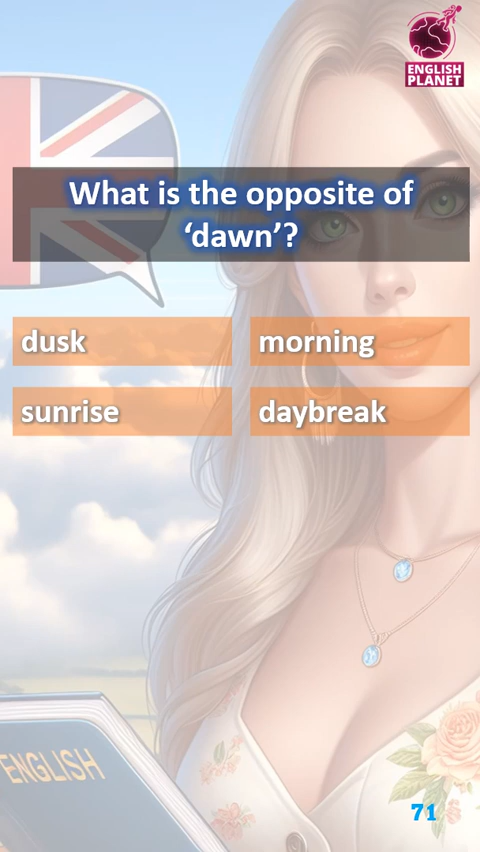 ENGLISH
PLANET
What is the opposite of
‘dawn’?
dusk
morning
sunrise
daybreak
ENGLISH
71